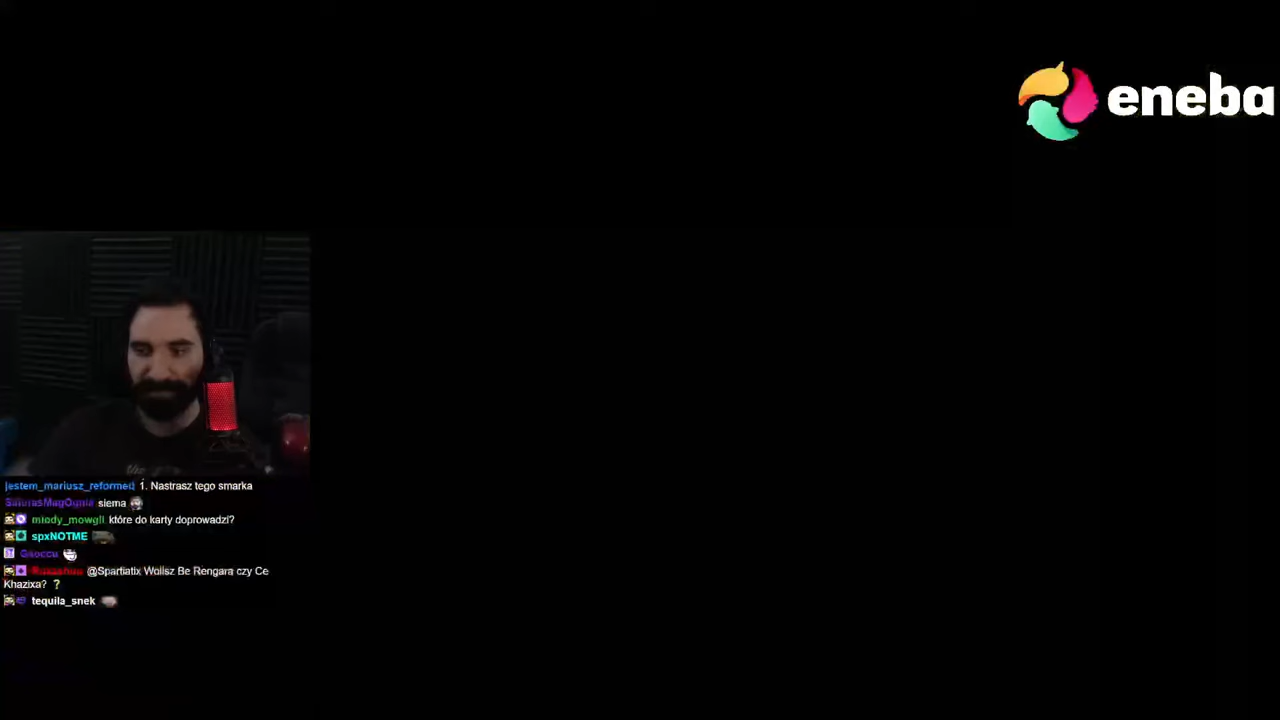 eneba
jestem_mariusz_reformed 1. Nastrasz tego smarka
siema
mlody_mowgli które do karty doprowadzi?
spxNOTME
@Spartiatix Wolisz Be Rengara czy Ce
Khazixa? ?
tequila_snek